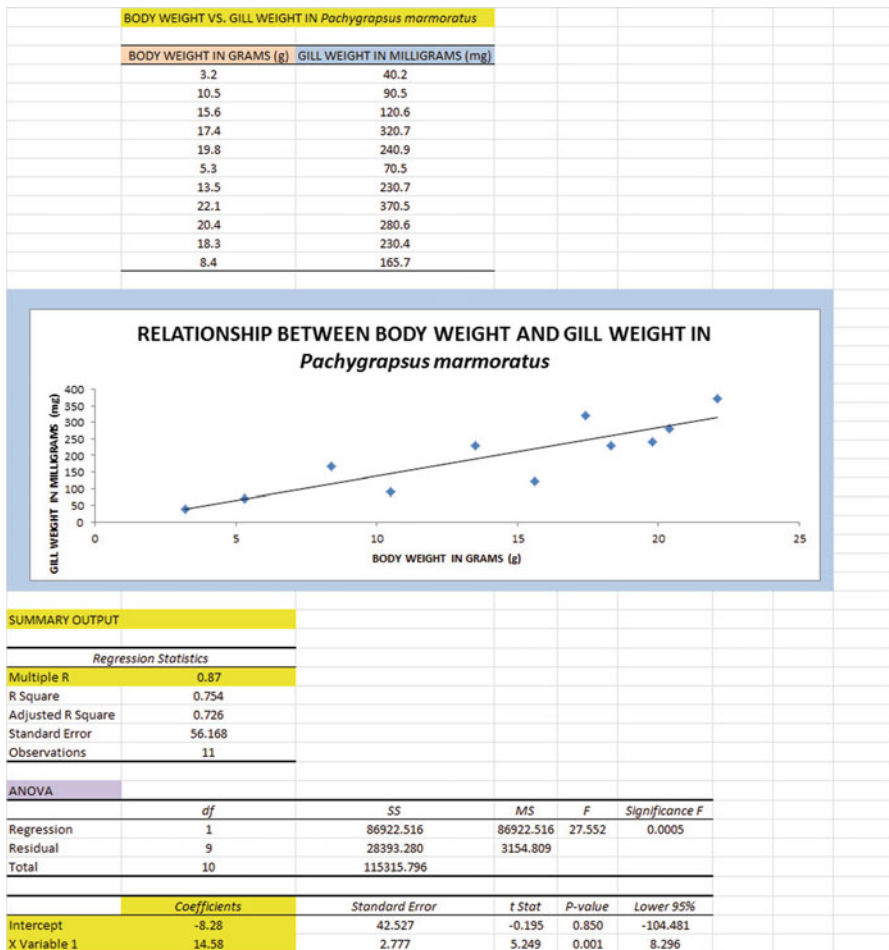 BODY WEIGHT VS. GILL WEIGHT IN Pachygrapsus marmoratus
BODY WEIGHT IN GRAMS (g) GILL WEIGHT IN MILLIGRAMS (mg)
3.2 40.2
10.5 90.5
15.6 120.6
17.4 320.7
19.8 240.9
5.3 70.5
13.5 230.7
22.1 370.5
20.4 280.6
18.3 230.4
8.4 165.7
RELATIONSHIP BETWEEN BODY WEIGHT AND GILL WEIGHT IN
Pachygrapsus marmoratus
GILL WEIGHT IN MILLIGRAMS (mg)
400
350
300
250
200
150
100
50
0
0 5 10 15 20 25
BODY WEIGHT IN GRAMS (g)
SUMMARY OUTPUT
Regression Statistics
Multiple R 0.87
R Square 0.754
Adjusted R Square 0.726
Standard Error 56.168
Observations 11
ANOVA
df SS MS F Significance F
Regression 1 86922.516 86922.516 27.552 0.0005
Residual 9 28393.280 3154.809
Total 10 115315.796
Coefficients Standard Error t Stat P-value Lower 95%
Intercept -8.28 42.527 -0.195 0.850 -104.481
X Variable 1 14.58 2.777 5.249 0.001 8.296